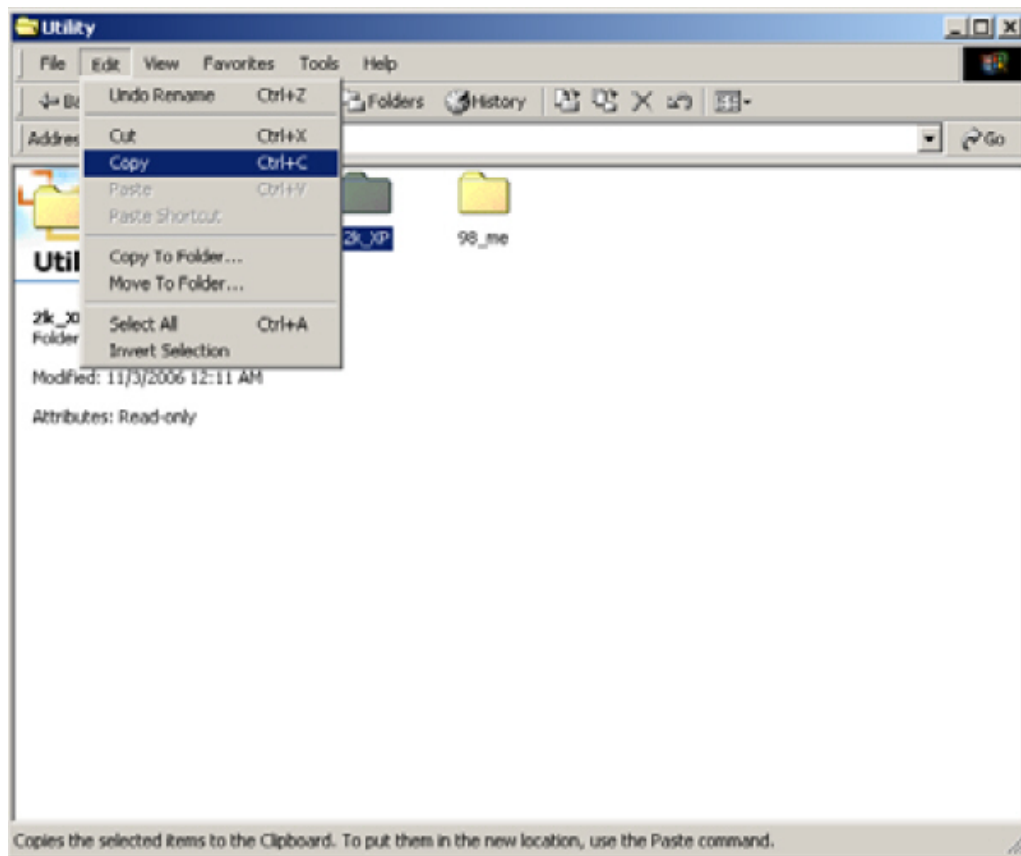 Utility
File Edit View Favorites Tools Help
Folders History
Go
Undo Rename Ctrl+Z
Cut Ctrl+X
Copy Ctrl+C
Paste Ctrl+V
Paste Shortcut
Copy To Folder...
Move To Folder...
Select All Ctrl+A
Invert Selection
2k_XP 98_me
Folder
Modified: 11/3/2006 12:11 AM
Attributes: Read-only
Copies the selected items to the Clipboard. To put them in the new location, use the Paste command.